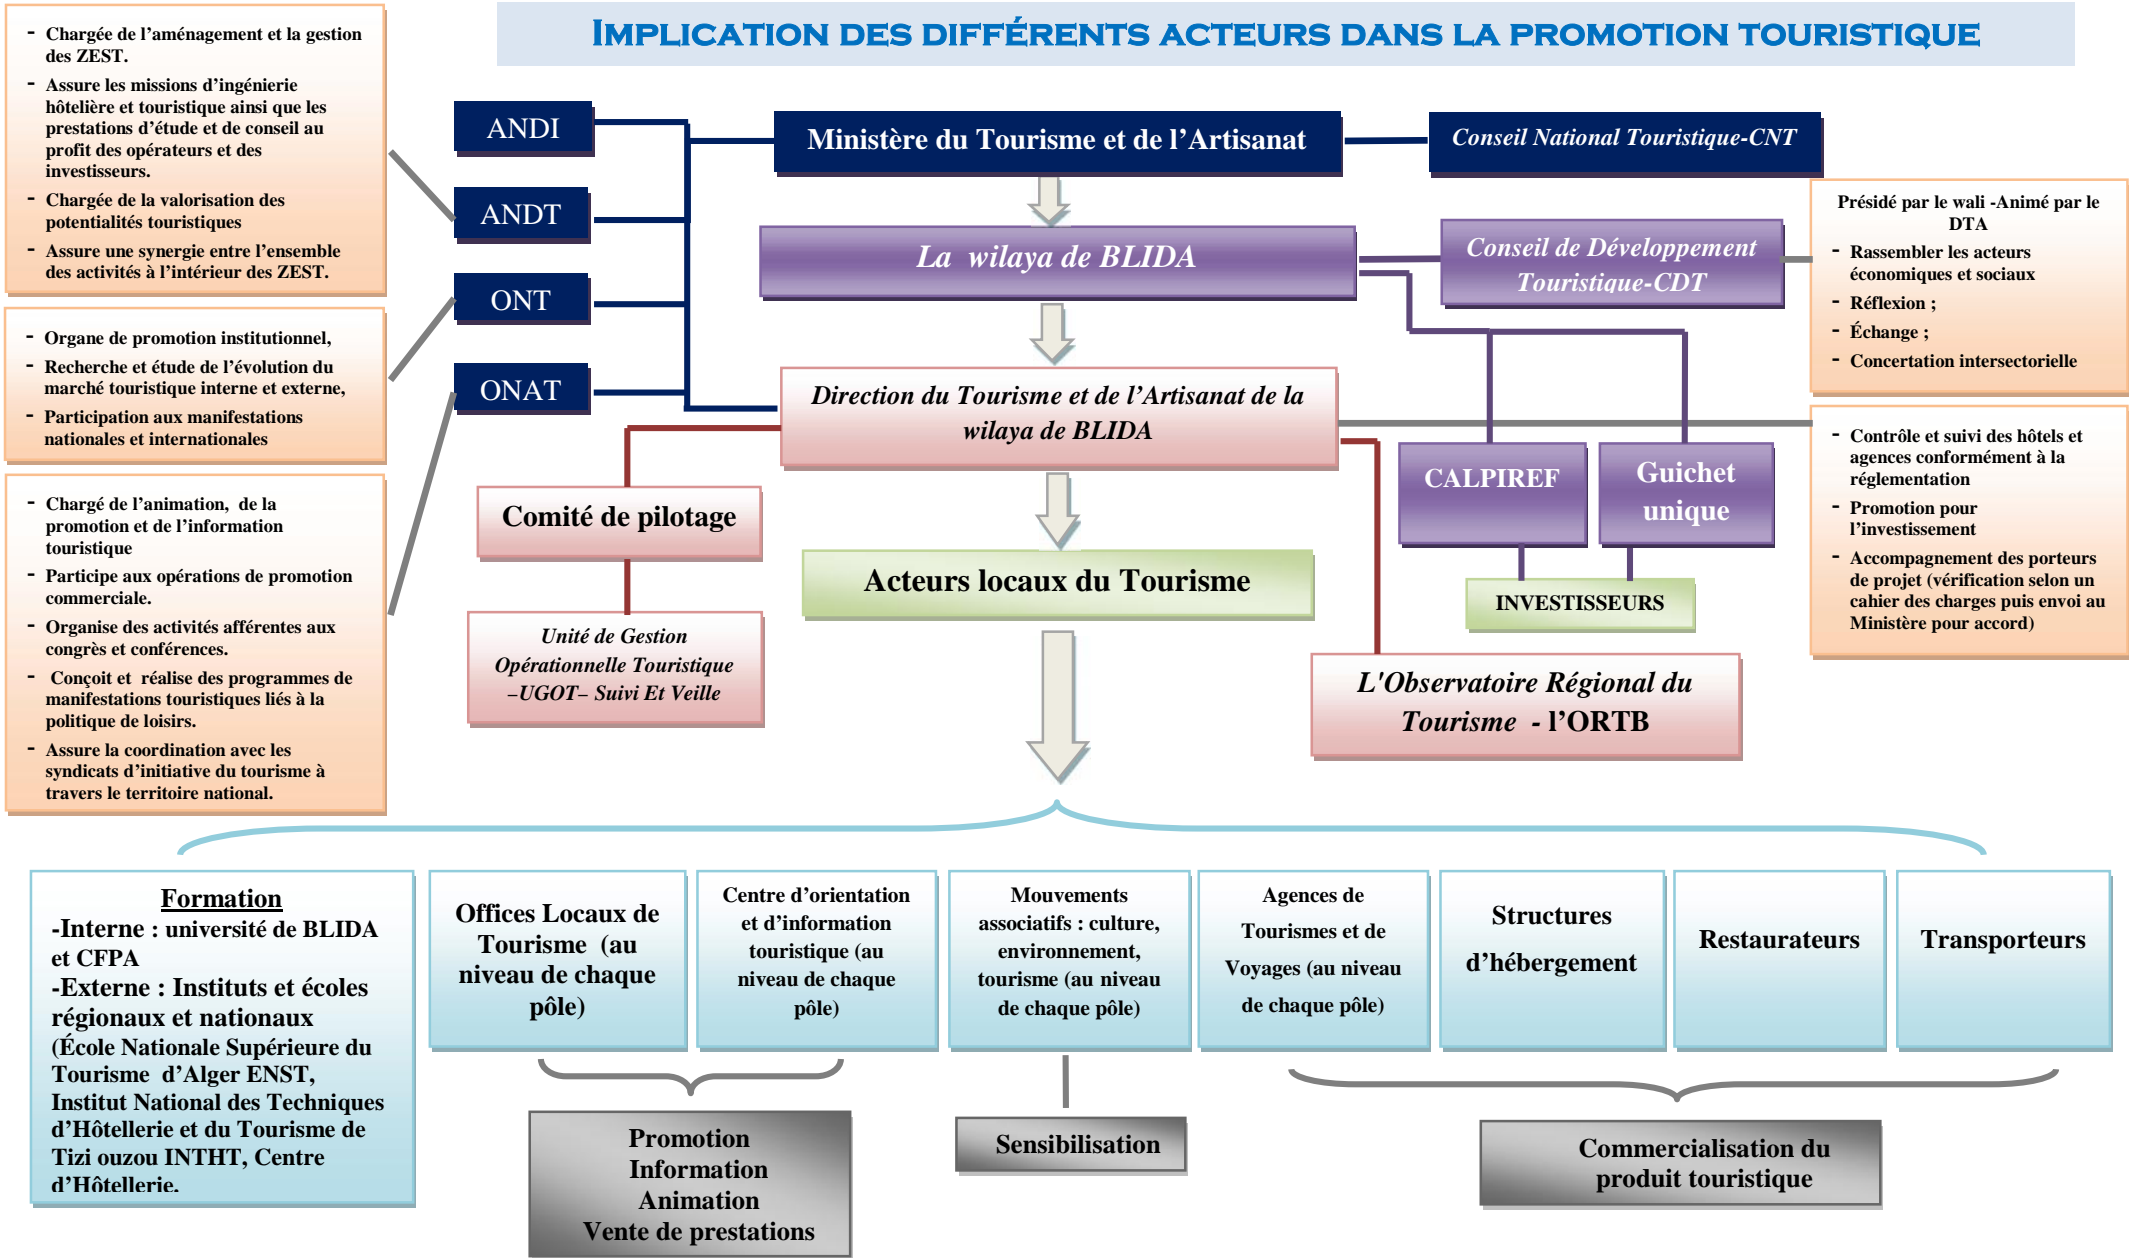 IMPLICATION DES DIFFÉRENTS ACTEURS DANS LA PROMOTION TOURISTIQUE
- Chargée de l’aménagement et la gestion
des ZEST.
- Assure les missions d’ingénierie
hôtelière et touristique ainsi que les
prestations d’étude et de conseil au
profit des opérateurs et des
investisseurs.
- Chargée de la valorisation des
potentialités touristiques
- Assure une synergie entre l’ensemble
des activités à l’intérieur des ZEST.
- Organe de promotion institutionnel,
- Recherche et étude de l’évolution du
marché touristique interne et externe,
- Participation aux manifestations
nationales et internationales
- Chargé de l’animation, de la
promotion et de l’information
touristique
- Participe aux opérations de promotion
commerciale.
- Organise des activités afférentes aux
congrès et conférences.
- Conçoit et réalise des programmes de
manifestations touristiques liés à la
politique de loisirs.
- Assure la coordination avec les
syndicats d’initiative du tourisme à
travers le territoire national.
ANDI
ANDT
ONT
ONAT
Ministère du Tourisme et de l’Artisanat
Conseil National Touristique-CNT
La wilaya de BLIDA
Conseil de Développement
Touristique-CDT
Présidé par le wali -Animé par le
DTA
- Rassembler les acteurs
économiques et sociaux
- Réflexion ;
- Échange ;
- Concertation intersectorielle
Direction du Tourisme et de l’Artisanat de la
wilaya de BLIDA
- Contrôle et suivi des hôtels et
agences conformément à la
réglementation
- Promotion pour
l’investissement
- Accompagnement des porteurs
de projet (vérification selon un
cahier des charges puis envoi au
Ministère pour accord)
Comité de pilotage
Unité de Gestion
Opérationnelle Touristique
–UGOT– Suivi Et Veille
CALPIREF
Guichet
unique
INVESTISSEURS
Acteurs locaux du Tourisme
L'Observatoire Régional du
Tourisme - l’ORTB
Formation
-Interne : université de BLIDA
et CFPA
-Externe : Instituts et écoles
régionaux et nationaux
(École Nationale Supérieure du
Tourisme d’Alger ENST,
Institut National des Techniques
d’Hôtellerie et du Tourisme de
Tizi ouzou INTHT, Centre
d’Hôtellerie.
Offices Locaux de
Tourisme (au
niveau de chaque
pôle)
Centre d’orientation
et d’information
touristique (au
niveau de chaque
pôle)
Mouvements
associatifs : culture,
environnement,
tourisme (au niveau
de chaque pôle)
Agences de
Tourismes et de
Voyages (au niveau
de chaque pôle)
Structures
d’hébergement
Restaurateurs
Transporteurs
Promotion
Information
Animation
Vente de prestations
Sensibilisation
Commercialisation du
produit touristique